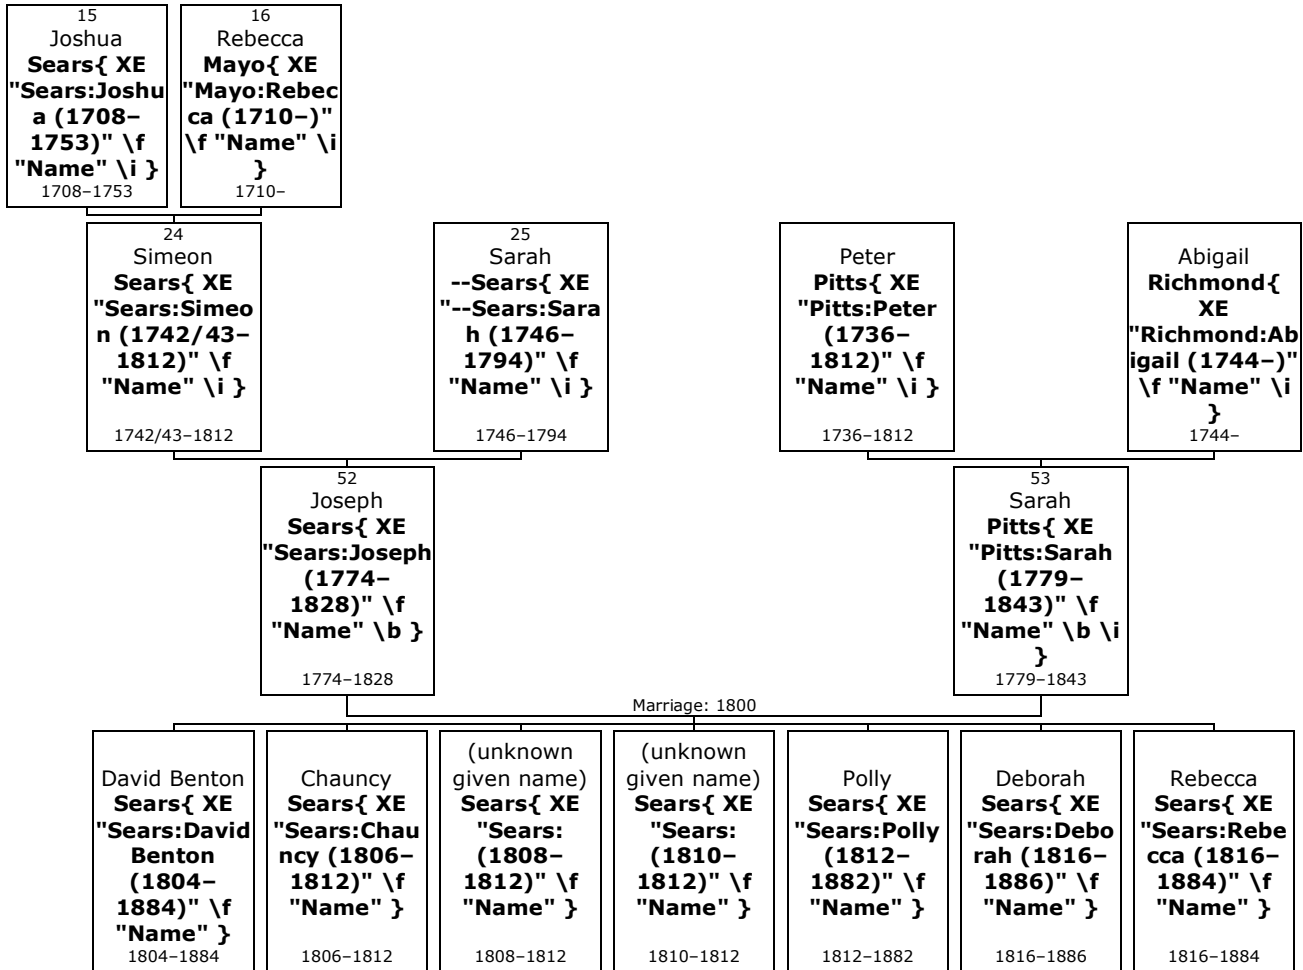 15
Joshua
Sears{ XE
"Sears:Joshu
a (1708–
1753)" \f
"Name" \i }
1708–1753
16
Rebecca
Mayo{ XE
"Mayo:Rebec
ca (1710–)"
\f "Name" \i
}
1710–
24
Simeon
Sears{ XE
"Sears:Simeo
n (1742/43–
1812)" \f
"Name" \i }
1742/43–1812
25
Sarah
--Sears{ XE
"--Sears:Sara
h (1746–
1794)" \f
"Name" \i }
1746–1794
Peter
Pitts{ XE
"Pitts:Peter
(1736–
1812)" \f
"Name" \i }
1736–1812
Abigail
Richmond{
XE
"Richmond:Ab
igail (1744–)"
\f "Name" \i
}
1744–
52
Joseph
Sears{ XE
"Sears:Joseph
(1774–
1828)" \f
"Name" \b }
1774–1828
53
Sarah
Pitts{ XE
"Pitts:Sarah
(1779–
1843)" \f
"Name" \b \i
}
1779–1843
Marriage: 1800
David Benton
Sears{ XE
"Sears:David
Benton
(1804–
1884)" \f
"Name" }
1804–1884
Chauncy
Sears{ XE
"Sears:Chau
ncy (1806–
1812)" \f
"Name" }
1806–1812
(unknown
given name)
Sears{ XE
"Sears:
(1808–
1812)" \f
"Name" }
1808–1812
(unknown
given name)
Sears{ XE
"Sears:
(1810–
1812)" \f
"Name" }
1810–1812
Polly
Sears{ XE
"Sears:Polly
(1812–
1882)" \f
"Name" }
1812–1882
Deborah
Sears{ XE
"Sears:Debo
rah (1816–
1886)" \f
"Name" }
1816–1886
Rebecca
Sears{ XE
"Sears:Rebe
cca (1816–
1884)" \f
"Name" }
1816–1884